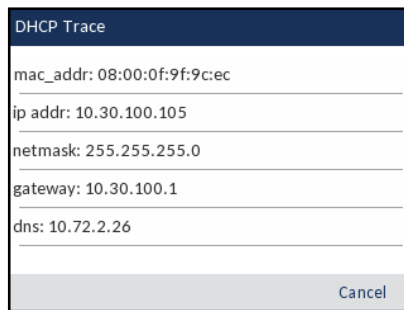 DHCP Trace
mac_addr: 08:00:0f:9f:9c:ec
ip addr: 10.30.100.105
netmask: 255.255.255.0
gateway: 10.30.100.1
dns: 10.72.2.26
Cancel